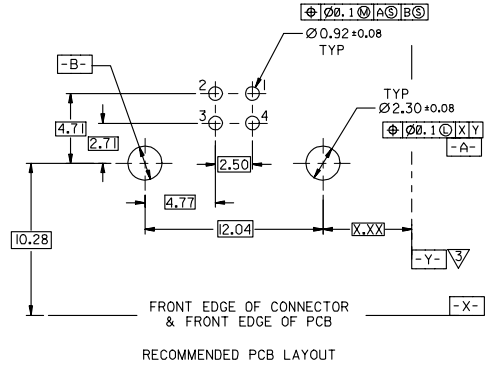 ⌖ Ø0.1 Ⓜ A Ⓢ B Ⓢ
Ø0.92 ±0.08
TYP
-B-
2
1
3
4
TYP
Ø2.30 ±0.08
⌖ Ø0.1 Ⓛ X Y
-A-
4.71
2.71
2.50
4.77
12.04
X.XX
10.28
-Y-
3
FRONT EDGE OF CONNECTOR
& FRONT EDGE OF PCB
-X-
RECOMMENDED PCB LAYOUT